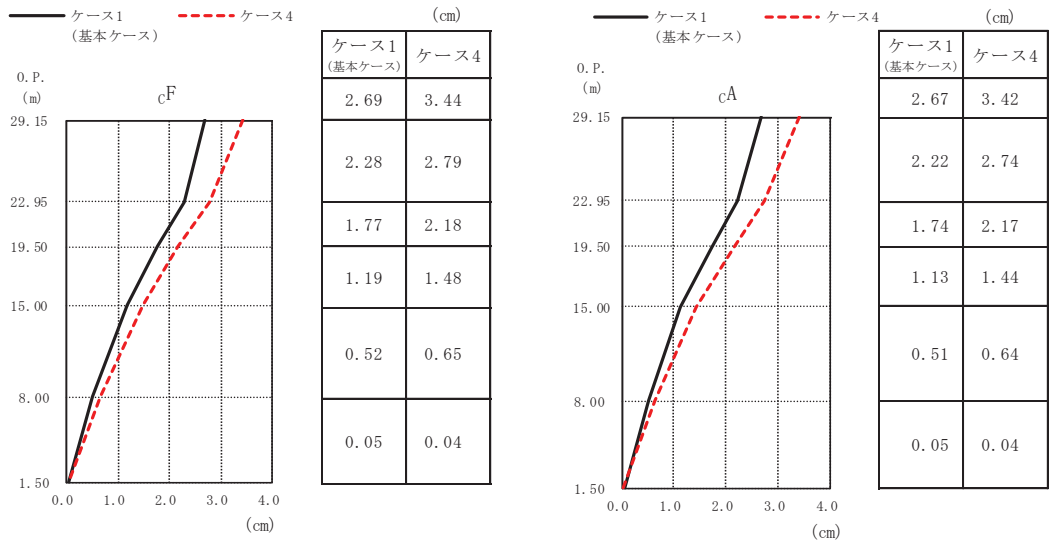 ケース1
(基本ケース)
ケース4
(cm)
ケース1
(基本ケース)
ケース4
O.P.
(m)
cF
2.69 3.44
29.15
2.28 2.79
22.95
1.77 2.18
19.50
1.19 1.48
15.00
0.52 0.65
8.00
0.05 0.04
1.50
0.0 1.0 2.0 3.0 4.0
(cm)
ケース1
(基本ケース)
ケース4
(cm)
ケース1
(基本ケース)
ケース4
O.P.
(m)
cA
2.67 3.42
29.15
2.22 2.74
22.95
1.74 2.17
19.50
1.13 1.44
15.00
0.51 0.64
8.00
0.05 0.04
1.50
0.0 1.0 2.0 3.0 4.0
(cm)